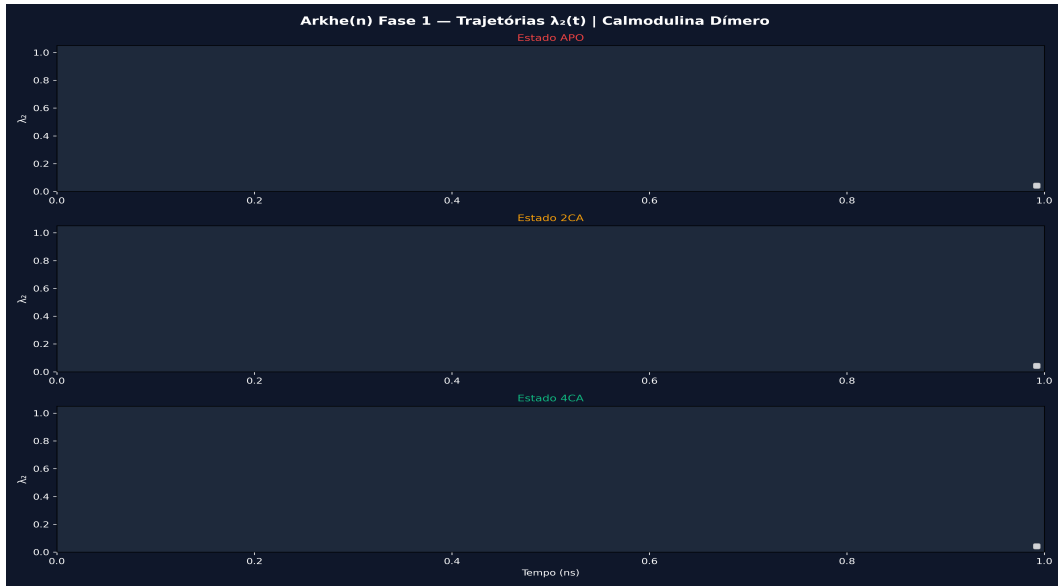 Arkhe(n) Fase 1 — Trajetórias λ₂(t) | Calmodulina Dímero
Estado APO
1.0
0.8
0.6
0.4
0.2
0.0
λ₂
0.0 0.2 0.4 0.6 0.8 1.0
Estado 2CA
1.0
0.8
0.6
0.4
0.2
0.0
λ₂
0.0 0.2 0.4 0.6 0.8 1.0
Estado 4CA
1.0
0.8
0.6
0.4
0.2
0.0
λ₂
0.0 0.2 0.4 0.6 0.8 1.0
Tempo (ns)